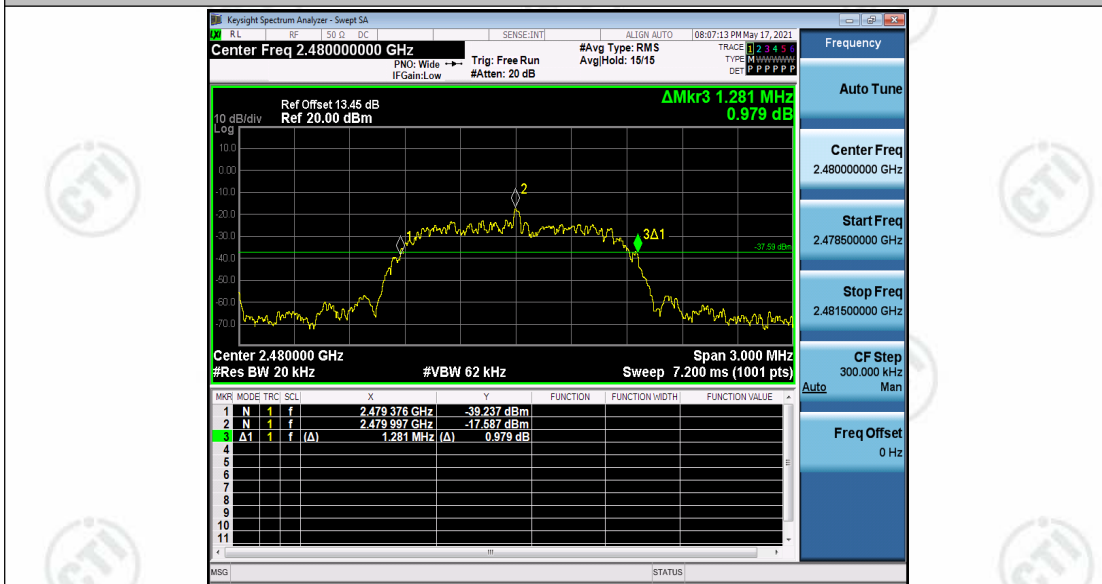 Keysight Spectrum Analyzer - Swept SA
LXI RL RF 50 Ω DC SENSE:INT ALIGN AUTO 08:07:13 PM May 17, 2021
Center Freq 2.480000000 GHz
PNO: Wide
IFGain:Low
Trig: Free Run
#Atten: 20 dB
#Avg Type: RMS
Avg|Hold: 15/15
TRACE 1 2 3 4 5 6
TYPE M W W W W W
DET P P P P P P
Frequency
Auto Tune
Center Freq
2.480000000 GHz
Start Freq
2.478500000 GHz
Stop Freq
2.481500000 GHz
CF Step
300.000 kHz
Auto Man
Freq Offset
0 Hz
ΔMkr3 1.281 MHz
0.979 dB
Ref Offset 13.45 dB
10 dB/div Ref 20.00 dBm
Log
10.0
0.00
-10.0
-20.0
-30.0
-40.0
-50.0
-60.0
-70.0
1
2
3Δ1
-37.59 dBm
Center 2.480000 GHz Span 3.000 MHz
#Res BW 20 kHz #VBW 62 kHz Sweep 7.200 ms (1001 pts)
MKR MODE TRC SCL X Y FUNCTION FUNCTION WIDTH FUNCTION VALUE
1 N 1 f 2.479 376 GHz -39.237 dBm
2 N 1 f 2.479 997 GHz -17.587 dBm
3 Δ1 1 f (Δ) 1.281 MHz (Δ) 0.979 dB
4
5
6
7
8
9
10
11
MSG STATUS
CTI
CTI
CTI
CTI